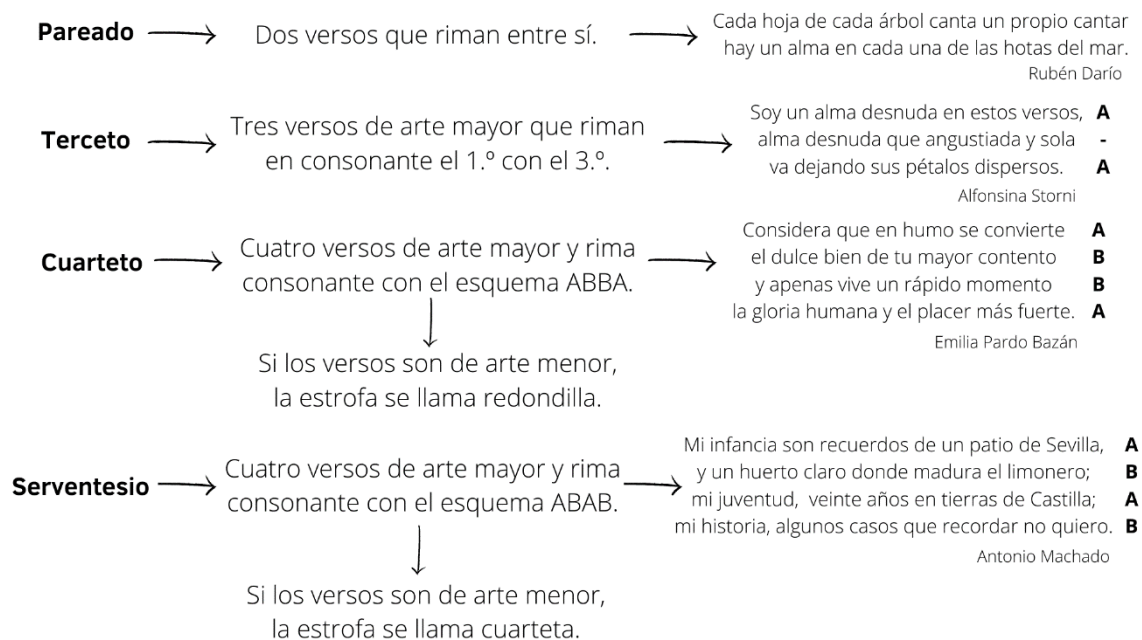 Pareado
Dos versos que riman entre sí.
Cada hoja de cada árbol canta un propio cantar
hay un alma en cada una de las hotas del mar.
Rubén Darío
Terceto
Tres versos de arte mayor que riman
en consonante el 1.º con el 3.º.
Soy un alma desnuda en estos versos, A
alma desnuda que angustiada y sola -
va dejando sus pétalos dispersos. A
Alfonsina Storni
Cuarteto
Cuatro versos de arte mayor y rima
consonante con el esquema ABBA.
Si los versos son de arte menor,
la estrofa se llama redondilla.
Considera que en humo se convierte A
el dulce bien de tu mayor contento B
y apenas vive un rápido momento B
la gloria humana y el placer más fuerte. A
Emilia Pardo Bazán
Serventesio
Cuatro versos de arte mayor y rima
consonante con el esquema ABAB.
Si los versos son de arte menor,
la estrofa se llama cuarteta.
Mi infancia son recuerdos de un patio de Sevilla, A
y un huerto claro donde madura el limonero; B
mi juventud, veinte años en tierras de Castilla; A
mi historia, algunos casos que recordar no quiero. B
Antonio Machado